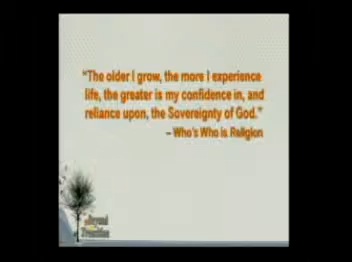 "The older I grow, the more I experience
life, the greater is my confidence in, and
reliance upon, the Sovereignty of God."
– Who's Who is Religion